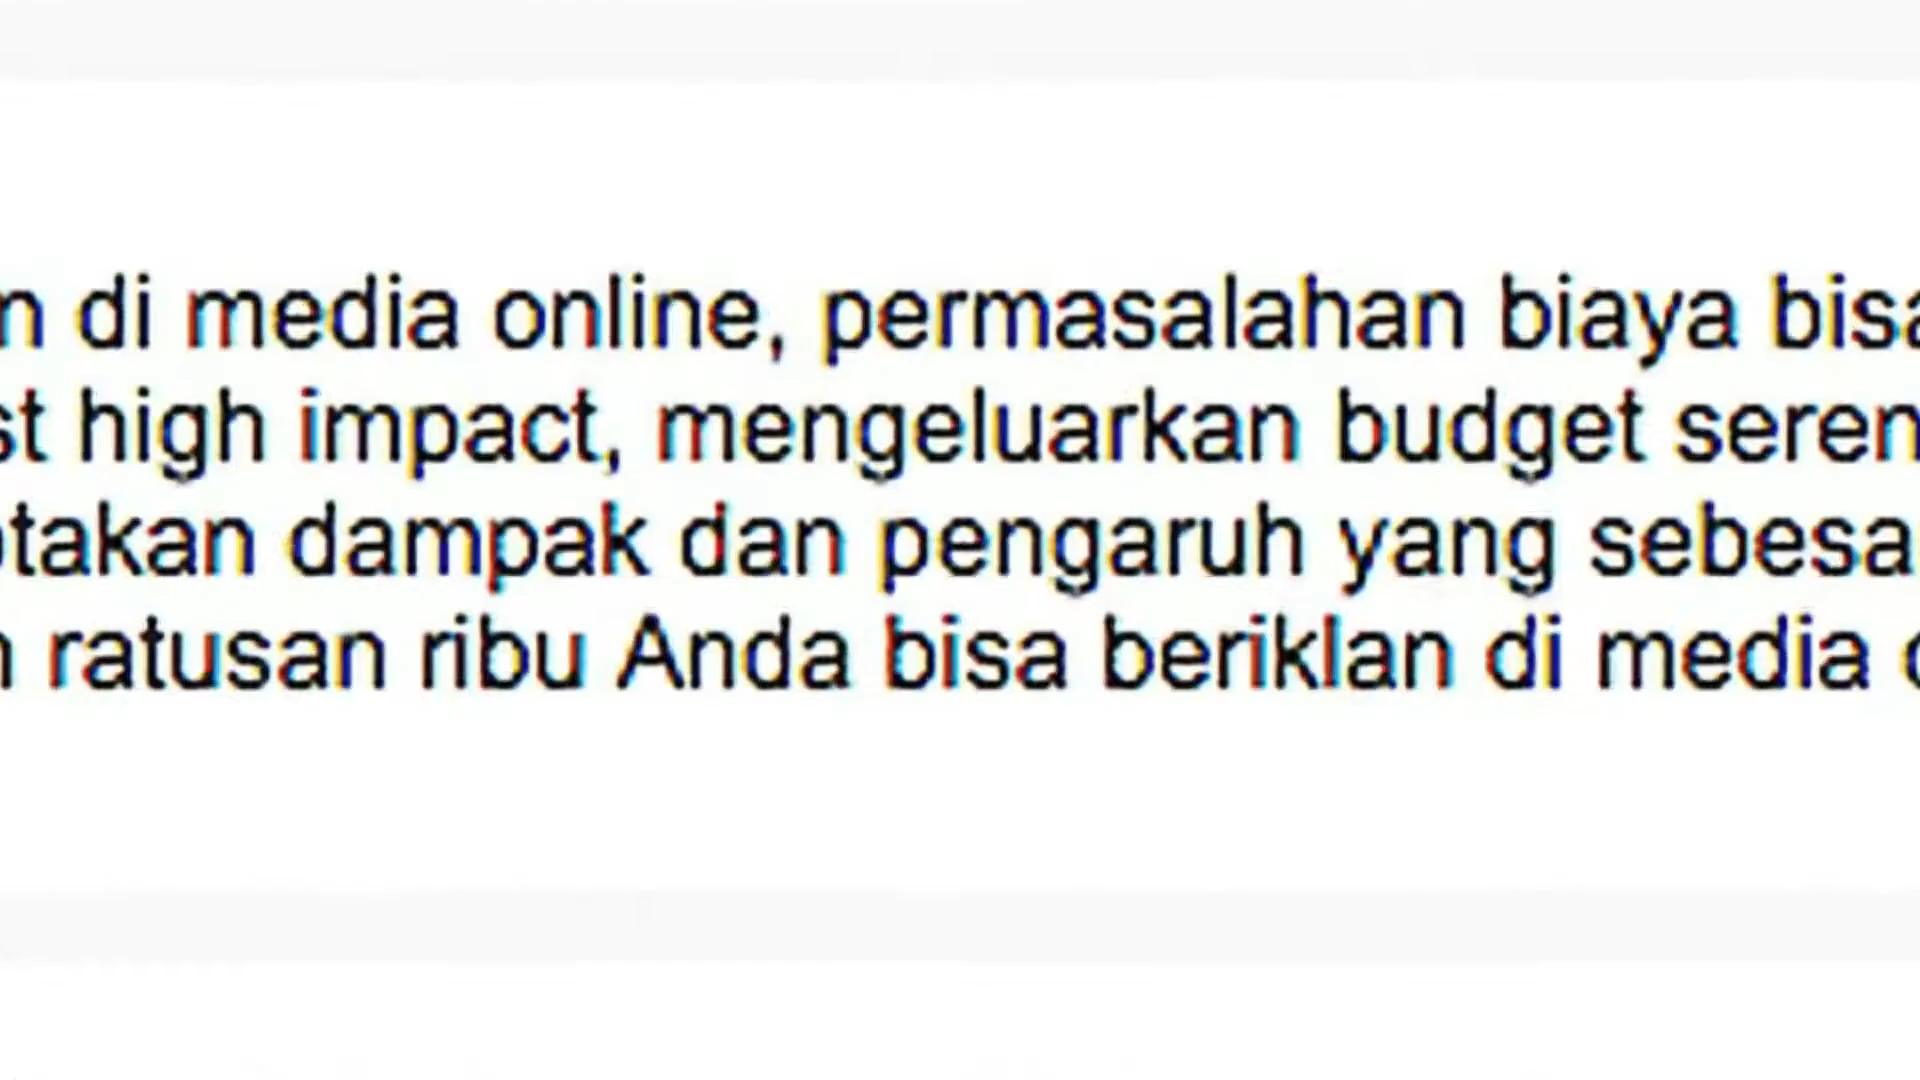 n di media online, permasalahan biaya bisa
st high impact, mengeluarkan budget seren
takan dampak dan pengaruh yang sebesa
ratusan ribu Anda bisa beriklan di media